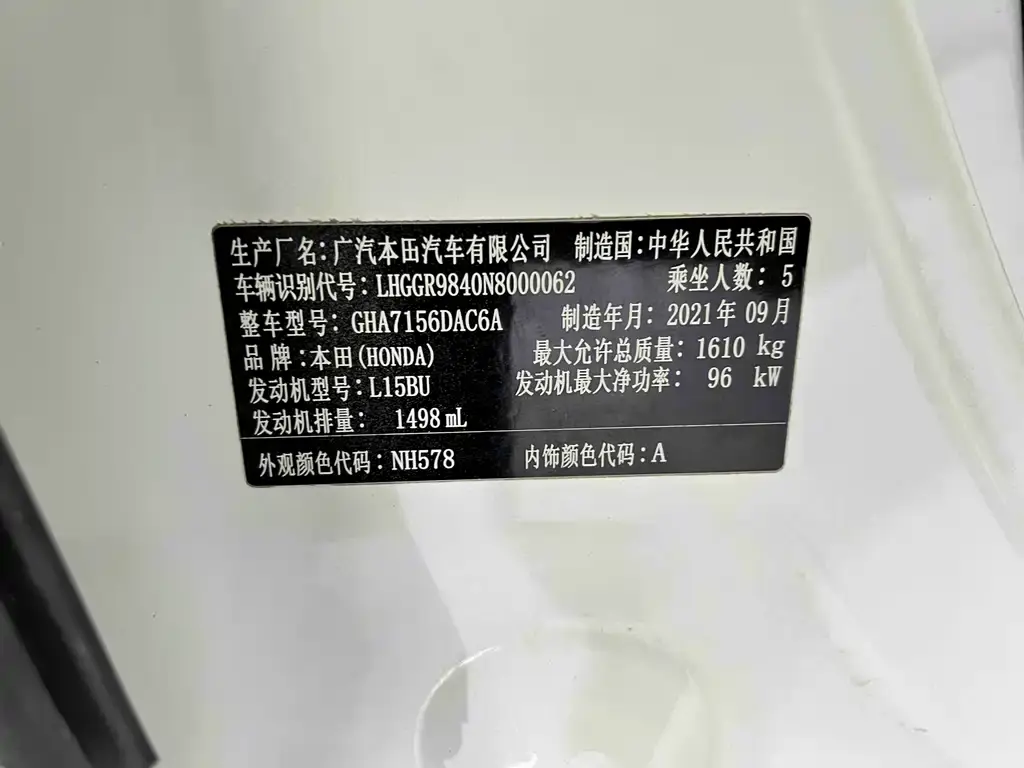 生产厂名:广汽本田汽车有限公司 制造国:中华人民共和国
车辆识别代号: LHGGR9840N8000062 乘坐人数: 5
整车型号: GHA7156DAC6A 制造年月: 2021年 09月
品 牌:本田(HONDA) 最大允许总质量: 1610 kg
发动机型号:L15BU 发动机最大净功率: 96 kW
发动机排量: 1498 mL
外观颜色代码:NH578 内饰颜色代码:A